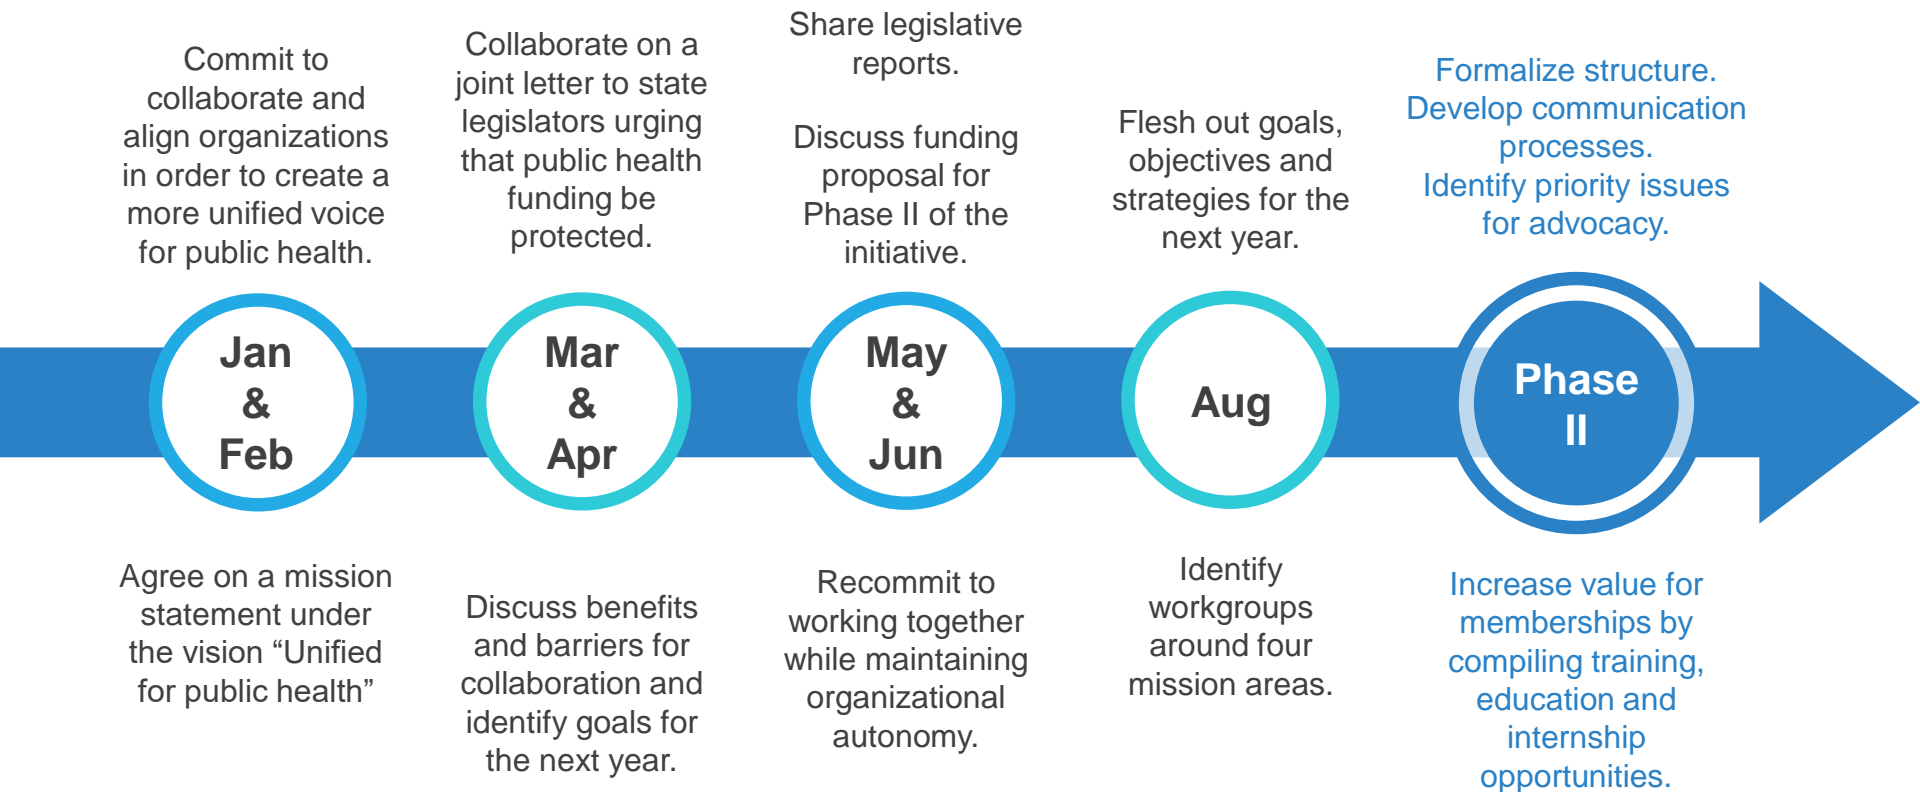 Commit to
collaborate and
align organizations
in order to create a
more unified voice
for public health.
Collaborate on a
joint letter to state
legislators urging
that public health
funding be
protected.
Share legislative
reports.
Discuss funding
proposal for
Phase II of the
initiative.
Flesh out goals,
objectives and
strategies for the
next year.
Formalize structure.
Develop communication
processes.
Identify priority issues
for advocacy.
Jan
&
Feb
Mar
&
Apr
May
&
Jun
Aug
Phase
II
Agree on a mission
statement under
the vision “Unified
for public health”
Discuss benefits
and barriers for
collaboration and
identify goals for
the next year.
Recommit to
working together
while maintaining
organizational
autonomy.
Identify
workgroups
around four
mission areas.
Increase value for
memberships by
compiling training,
education and
internship
opportunities.